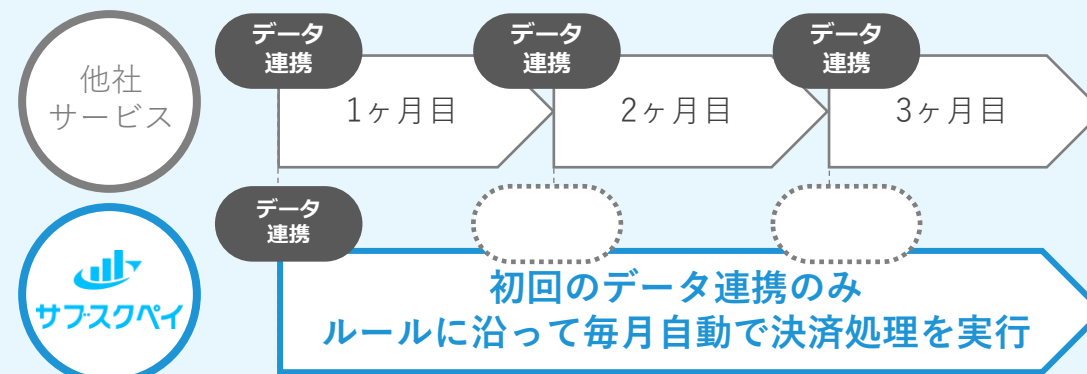 他社
サービス
データ
連携
データ
連携
データ
連携
1ヶ月目
2ヶ月目
3ヶ月目
サブスクペイ
データ
連携
初回のデータ連携のみ
ルールに沿って毎月自動で決済処理を実行